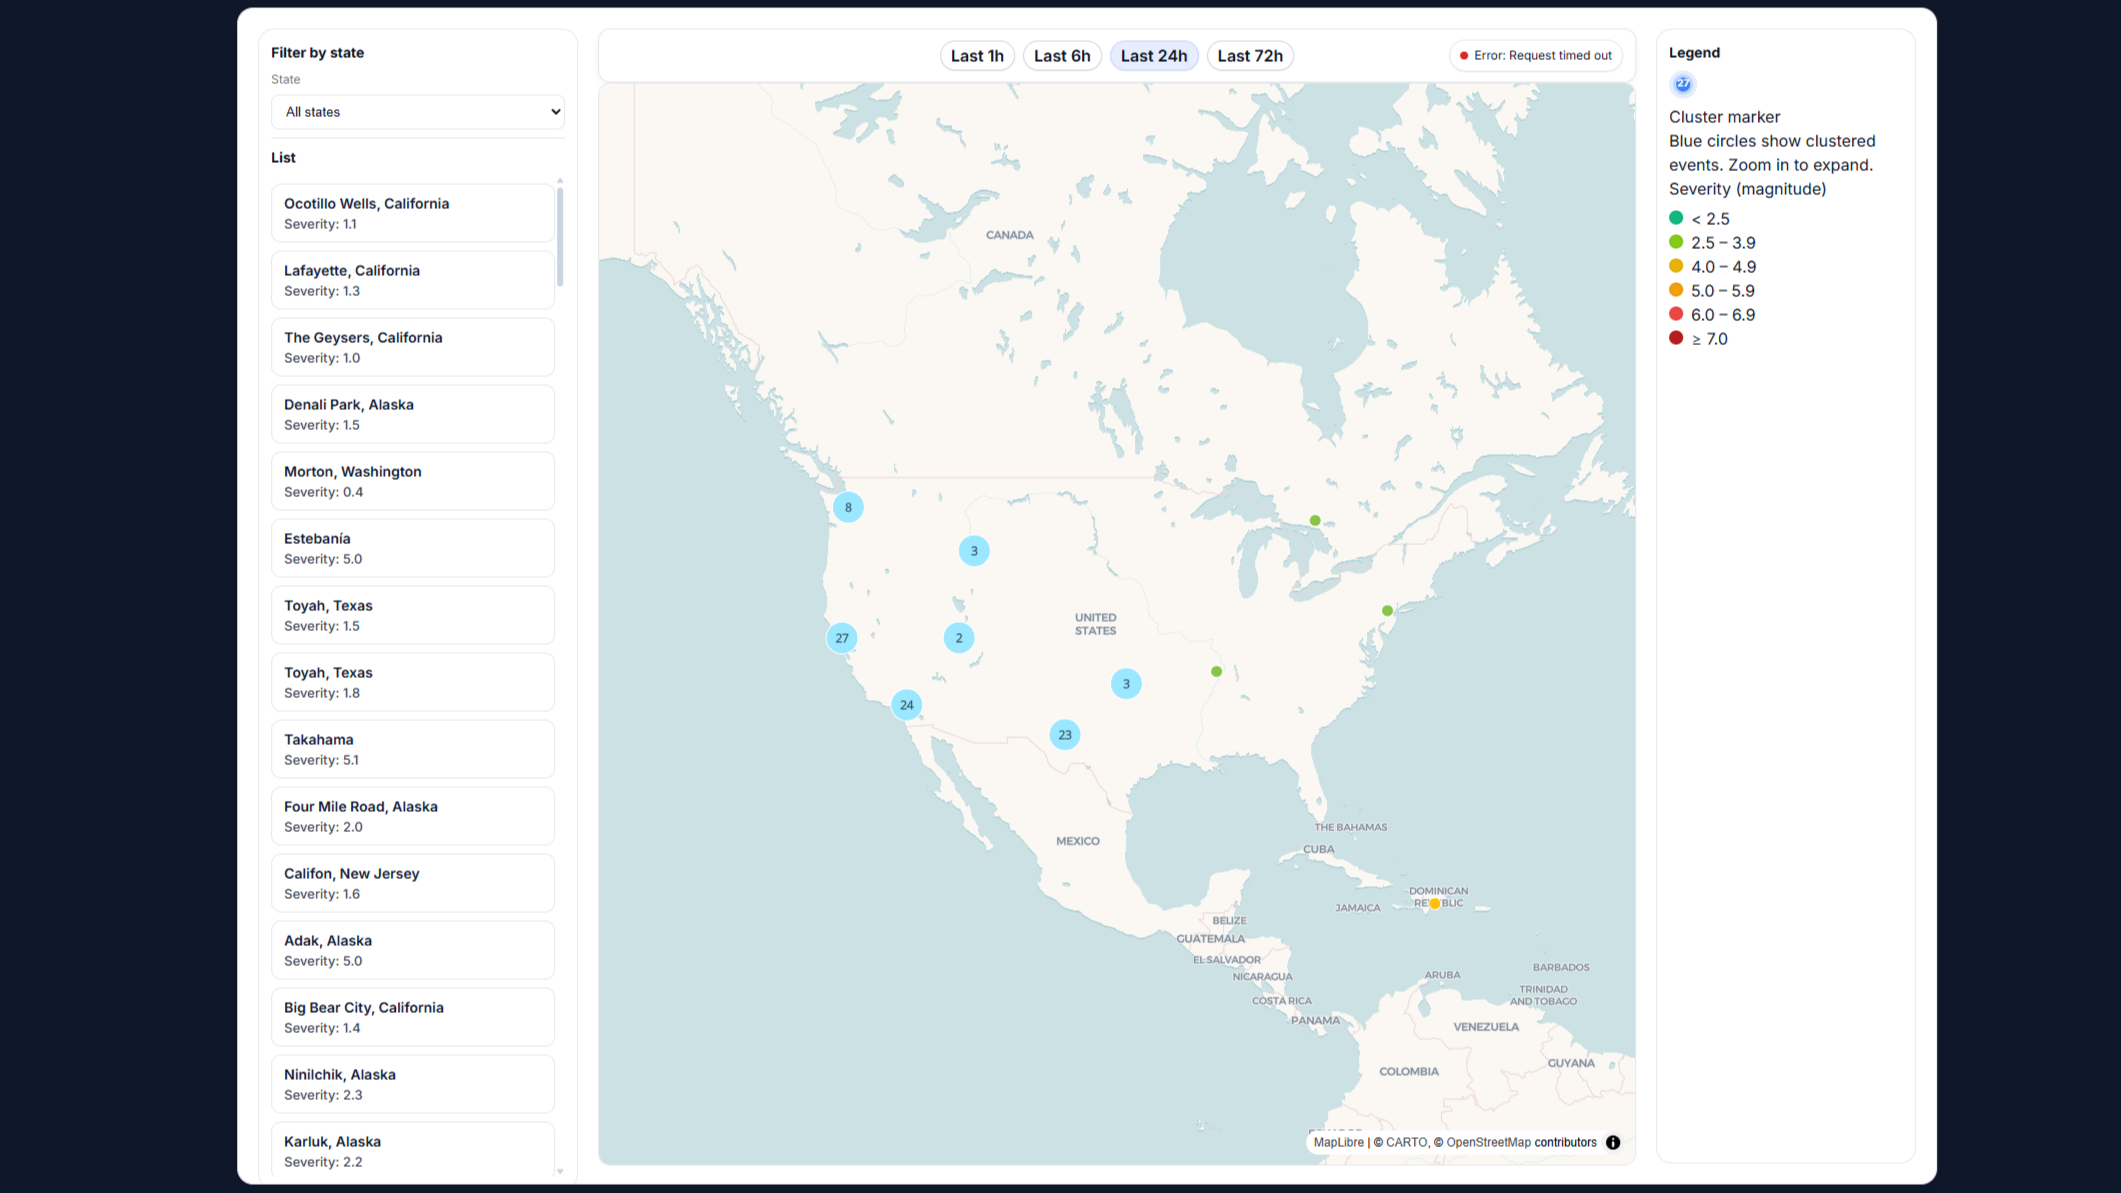 Filter by state
State
All states
List
Ocotillo Wells, California
Severity: 1.1
Lafayette, California
Severity: 1.3
The Geysers, California
Severity: 1.0
Denali Park, Alaska
Severity: 1.5
Morton, Washington
Severity: 0.4
Estebanía
Severity: 5.0
Toyah, Texas
Severity: 1.5
Toyah, Texas
Severity: 1.8
Takahama
Severity: 5.1
Four Mile Road, Alaska
Severity: 2.0
Califon, New Jersey
Severity: 1.6
Adak, Alaska
Severity: 5.0
Big Bear City, California
Severity: 1.4
Ninilchik, Alaska
Severity: 2.3
Karluk, Alaska
Severity: 2.2
Last 1h
Last 6h
Last 24h
Last 72h
Error: Request timed out
CANADA
8
3
UNITED
STATES
27
2
3
24
23
MEXICO
THE BAHAMAS
CUBA
DOMINICAN
JAMAICA
BELIZE
GUATEMALA
EL SALVADOR
NICARAGUA
COSTA RICA
PANAMA
ARUBA
BARBADOS
TRINIDAD
AND TOBAGO
VENEZUELA
GUYANA
COLOMBIA
MapLibre | © CARTO, © OpenStreetMap contributors
Legend
27
Cluster marker
Blue circles show clustered
events. Zoom in to expand.
Severity (magnitude)
< 2.5
2.5 – 3.9
4.0 – 4.9
5.0 – 5.9
6.0 – 6.9
≥ 7.0